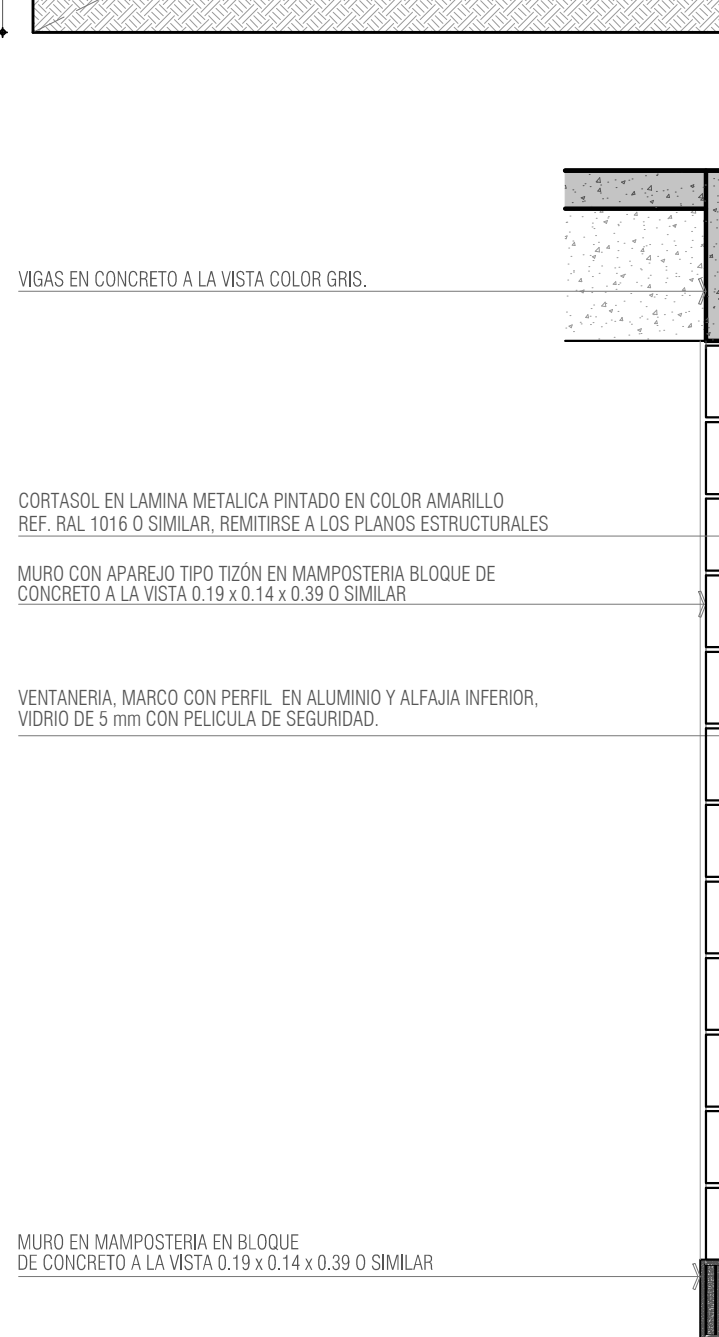 VIGAS EN CONCRETO A LA VISTA COLOR GRIS.
CORTASOL EN LAMINA METALICA PINTADO EN COLOR AMARILLO
REF. RAL 1016 O SIMILAR, REMITIRSE A LOS PLANOS ESTRUCTURALES
MURO CON APAREJO TIPO TIZÓN EN MAMPOSTERIA BLOQUE DE
CONCRETO A LA VISTA 0.19 x 0.14 x 0.39 O SIMILAR
VENTANERIA, MARCO CON PERFIL EN ALUMINIO Y ALFAJIA INFERIOR,
VIDRIO DE 5 mm CON PELICULA DE SEGURIDAD.
MURO EN MAMPOSTERIA EN BLOQUE
DE CONCRETO A LA VISTA 0.19 x 0.14 x 0.39 O SIMILAR